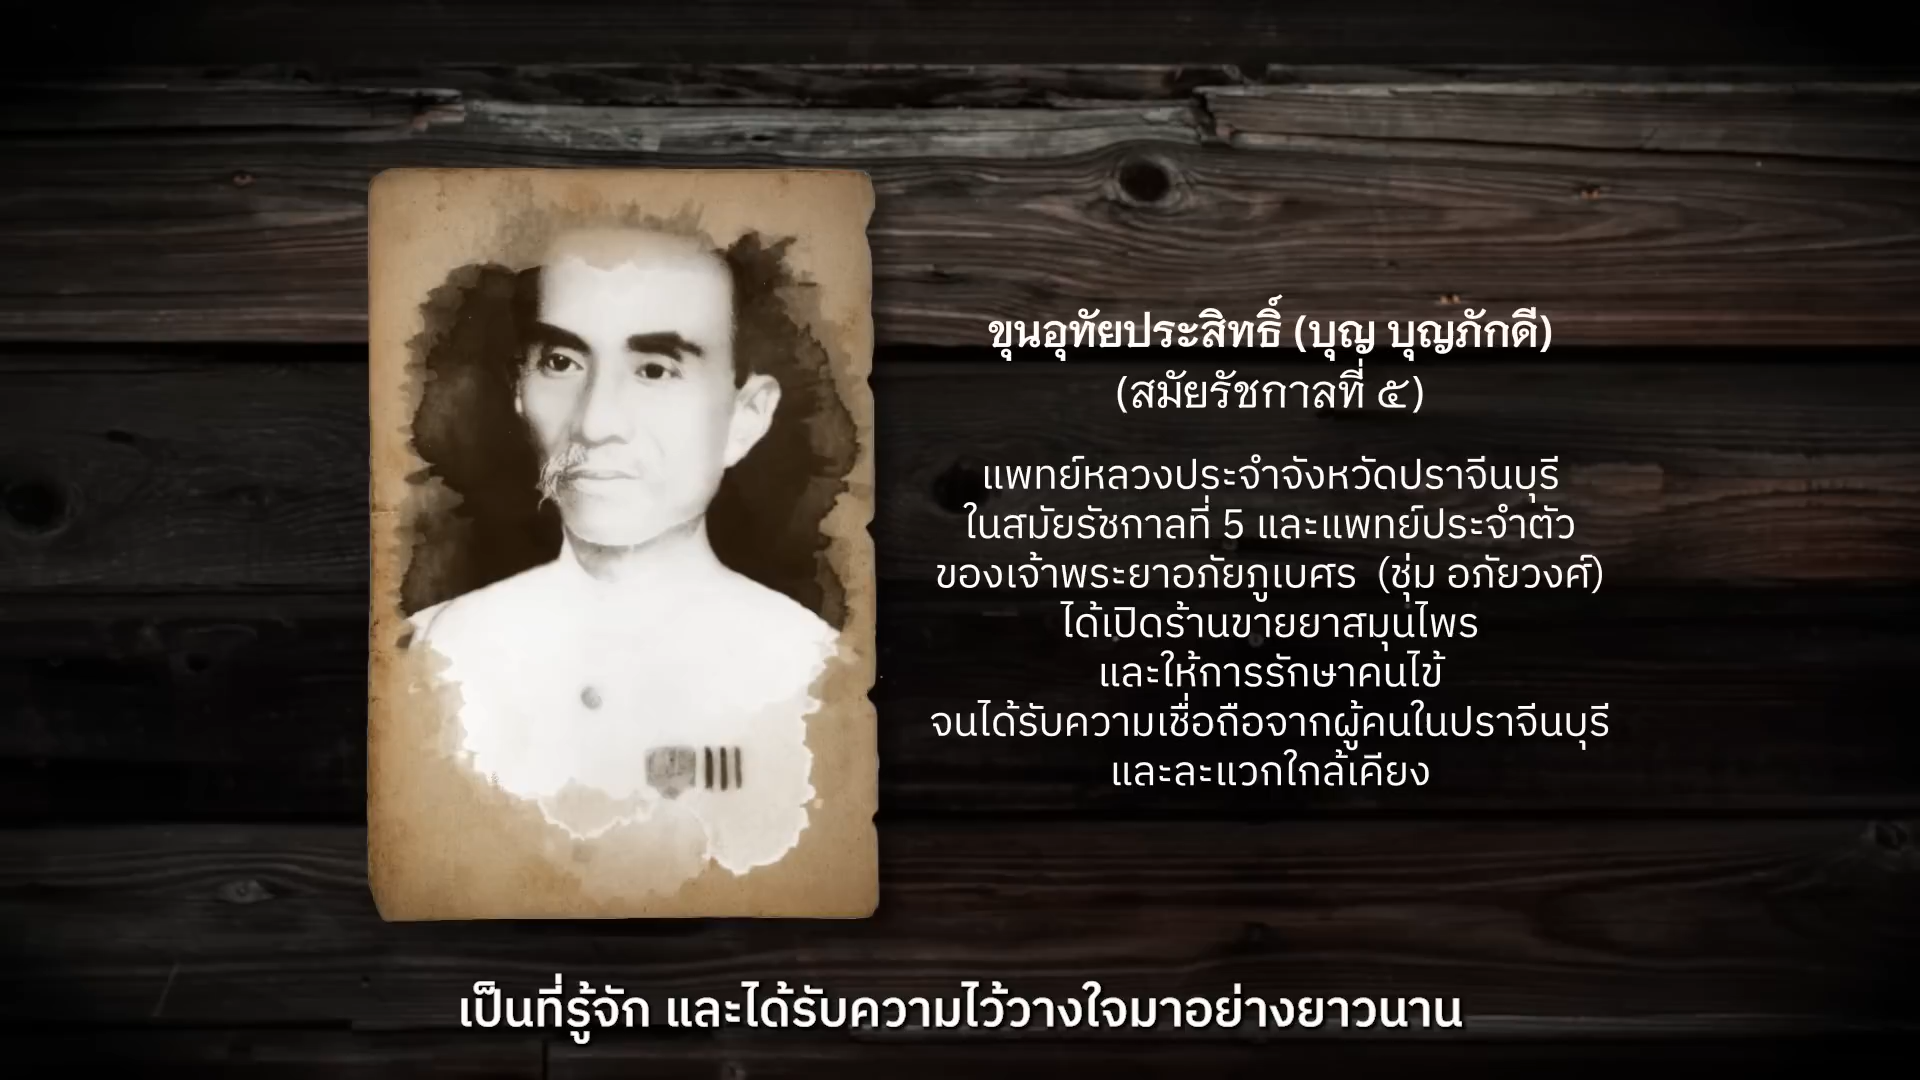 ขุนอุทัยประสิทธิ์ (บุญ บุญภักดี)
(สมัยรัชกาลที่ ๕)
แพทย์หลวงประจำจังหวัดปราจีนบุรี
ในสมัยรัชกาลที่ 5 และแพทย์ประจำตัว
ของเจ้าพระยาอภัยภูเบศร (ชุ่ม อภัยวงศ์)
ได้เปิดร้านขายยาสมุนไพร
และให้การรักษาคนไข้
จนได้รับความเชื่อถือจากผู้คนในปราจีนบุรี
และละแวกใกล้เคียง
เป็นที่รู้จัก และได้รับความไว้วางใจมาอย่างยาวนาน